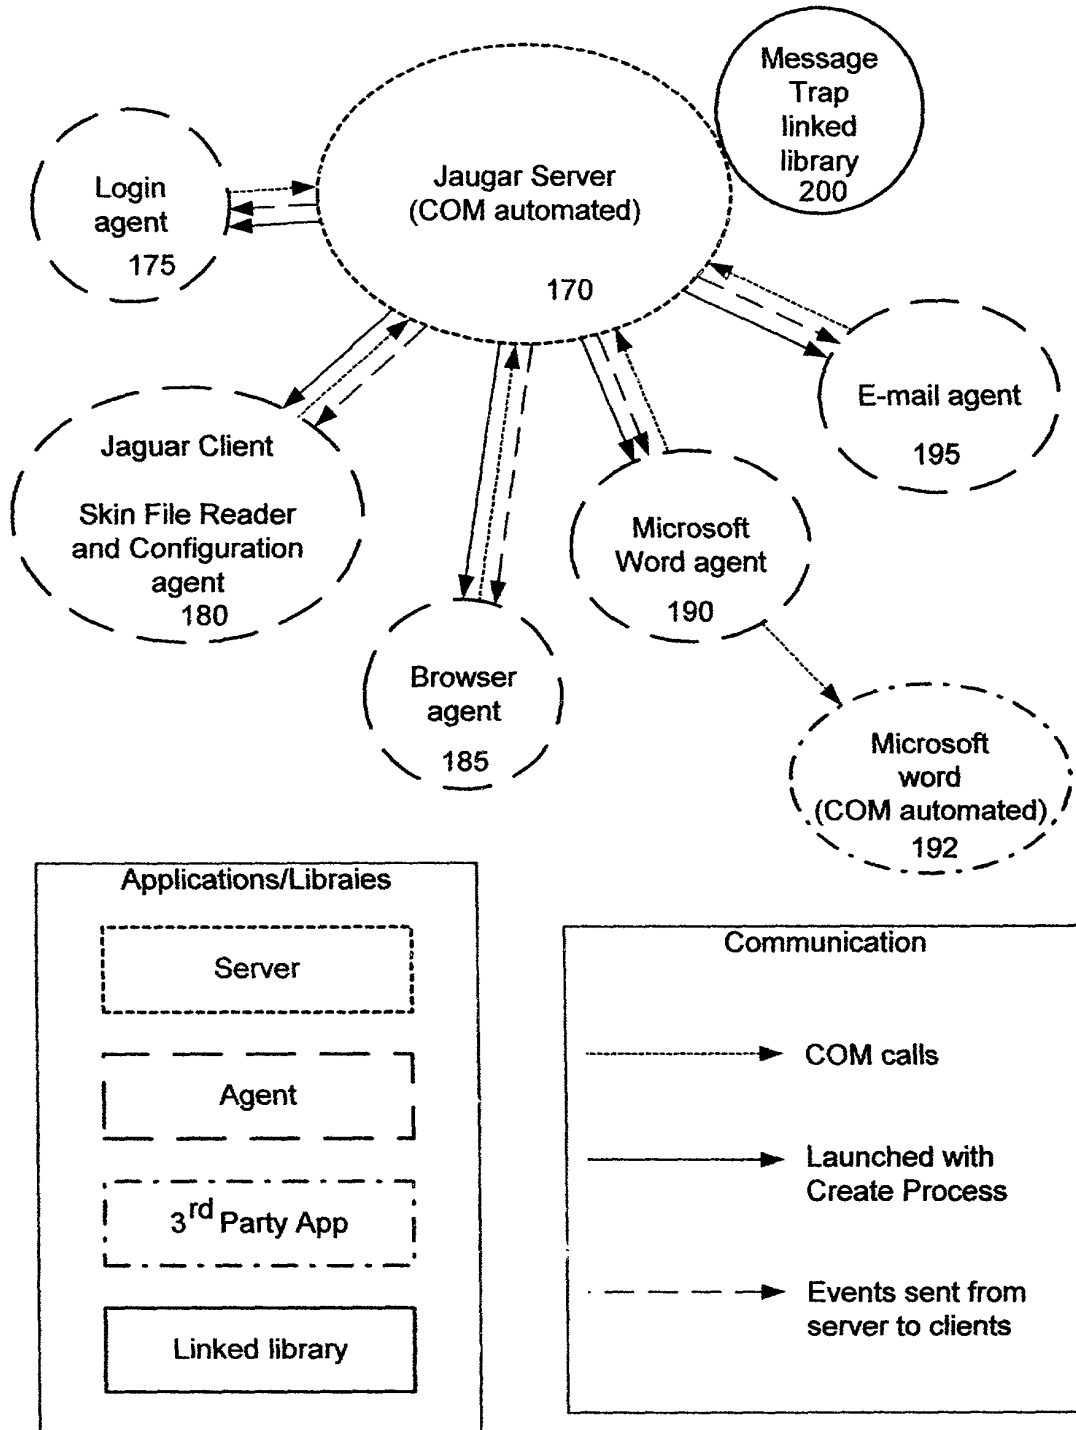 Message
Trap
linked
library
200
Jaugar Server
(COM automated)
170
Login
agent
175
E-mail agent
195
Jaguar Client
Skin File Reader
and Configuration
agent
180
Microsoft
Word agent
190
Browser
agent
185
Microsoft
word
(COM automated)
192
Applications/Libraies
Server
Agent
3rd Party App
Linked library
Communication
COM calls
Launched with
Create Process
Events sent from
server to clients